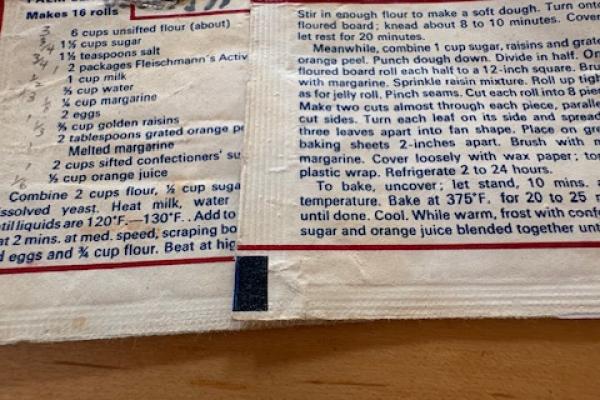 Makes 16 rolls
6 cups unsifted flour (about)
1½ cups sugar
1½ teaspoons salt
2 packages Fleischmann's Activ
1 cup milk
⅔ cup water
¼ cup margarine
2 eggs
⅔ cup golden raisins
2 tablespoons grated orange pe
Melted margarine
2 cups sifted confectioners' su
⅓ cup orange juice
Combine 2 cups flour, ½ cup suga
issolved yeast. Heat milk, water
til liquids are 120°F.—130°F. Add to
at 2 mins. at med. speed, scraping bo
d eggs and ¾ cup flour. Beat at hig
Stir in enough flour to make a soft dough. Turn onto
floured board; knead about 8 to 10 minutes. Cover
let rest for 20 minutes.
Meanwhile, combine 1 cup sugar, raisins and grate
orange peel. Punch dough down. Divide in half. On
floured board roll each half to a 12-inch square. Bru
with margarine. Sprinkle raisin mixture. Roll up tigh
as for jelly roll. Pinch seams. Cut each roll into 8 piec
Make two cuts almost through each piece, paralle
cut sides. Turn each leaf on its side and spread
three leaves apart into fan shape. Place on gre
baking sheets 2-inches apart. Brush with m
margarine. Cover loosely with wax paper; to
plastic wrap. Refrigerate 2 to 24 hours.
To bake, uncover; let stand, 10 mins. a
temperature. Bake at 375°F. for 20 to 25 m
until done. Cool. While warm, frost with confe
sugar and orange juice blended together unt